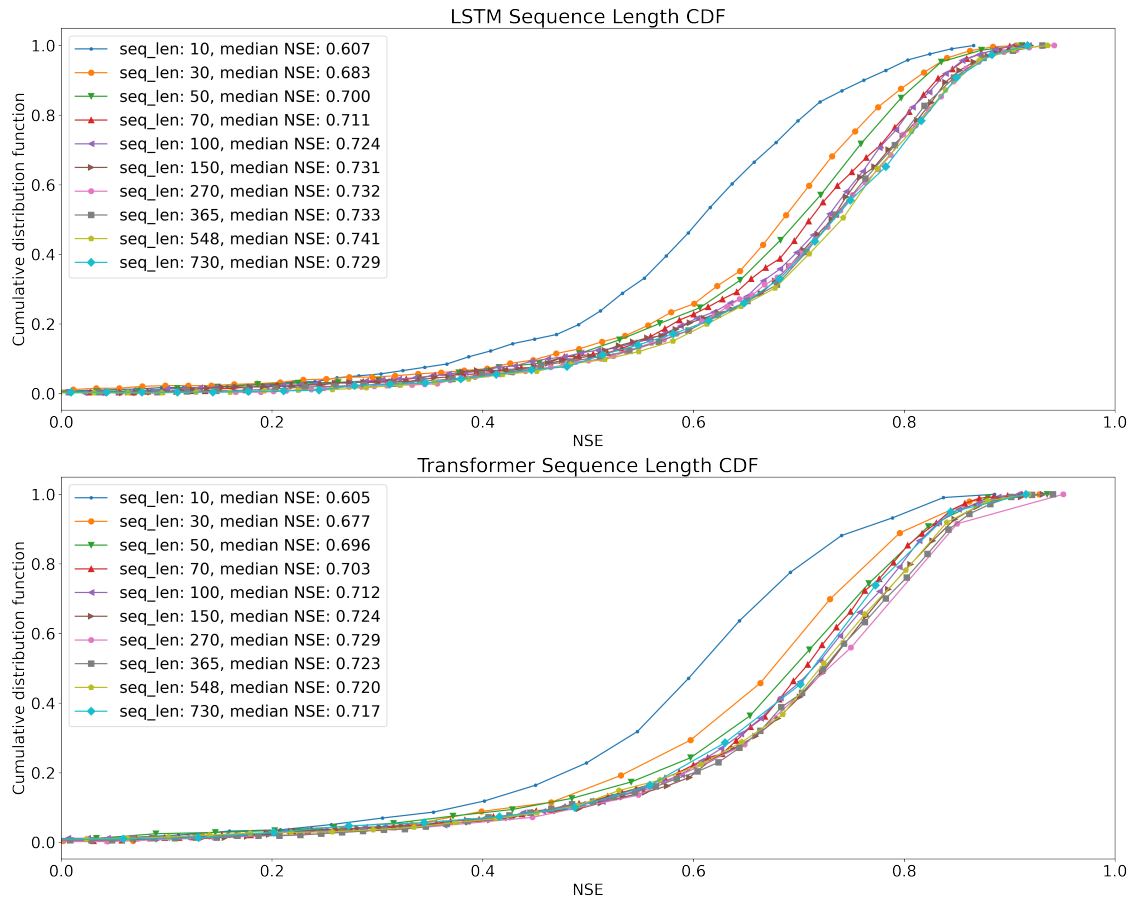 LSTM Sequence Length CDF
Cumulative distribution function
1.0
0.8
0.6
0.4
0.2
0.0
seq_len: 10, median NSE: 0.607
seq_len: 30, median NSE: 0.683
seq_len: 50, median NSE: 0.700
seq_len: 70, median NSE: 0.711
seq_len: 100, median NSE: 0.724
seq_len: 150, median NSE: 0.731
seq_len: 270, median NSE: 0.732
seq_len: 365, median NSE: 0.733
seq_len: 548, median NSE: 0.741
seq_len: 730, median NSE: 0.729
0.0 0.2 0.4 0.6 0.8 1.0
NSE
Transformer Sequence Length CDF
Cumulative distribution function
1.0
0.8
0.6
0.4
0.2
0.0
seq_len: 10, median NSE: 0.605
seq_len: 30, median NSE: 0.677
seq_len: 50, median NSE: 0.696
seq_len: 70, median NSE: 0.703
seq_len: 100, median NSE: 0.712
seq_len: 150, median NSE: 0.724
seq_len: 270, median NSE: 0.729
seq_len: 365, median NSE: 0.723
seq_len: 548, median NSE: 0.720
seq_len: 730, median NSE: 0.717
0.0 0.2 0.4 0.6 0.8 1.0
NSE